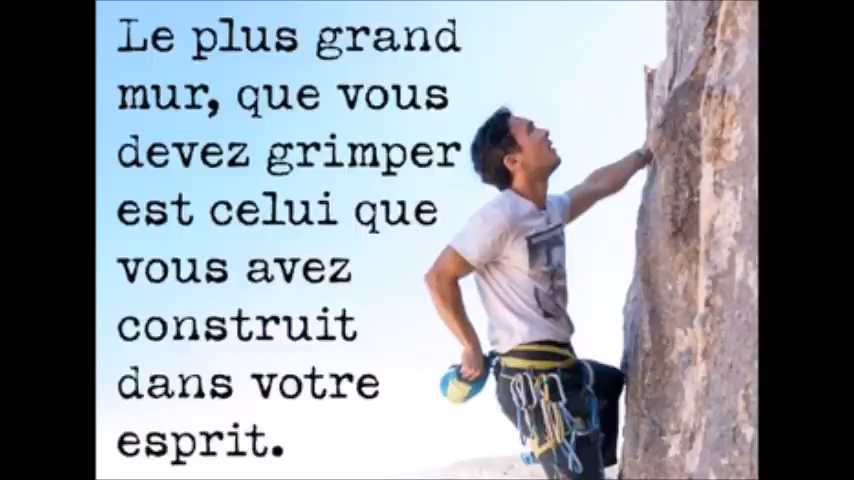 Le plus grand
mur, que vous
devez grimper
est celui que
vous avez
construit
dans votre
esprit.